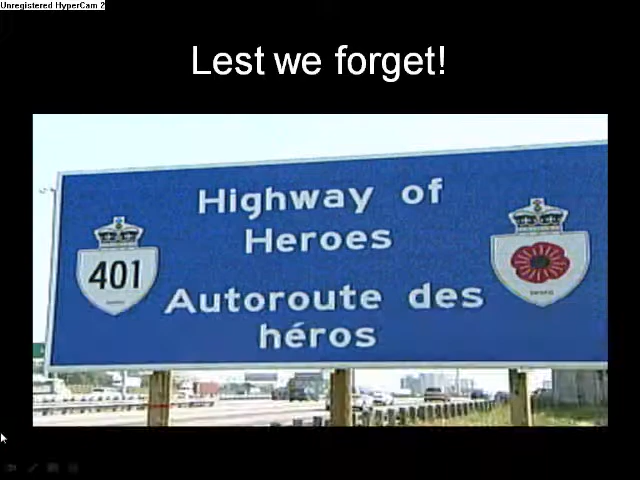 Unregistered HyperCam 2
Lest we forget!
Highway of
Heroes
401
Autoroute des
héros